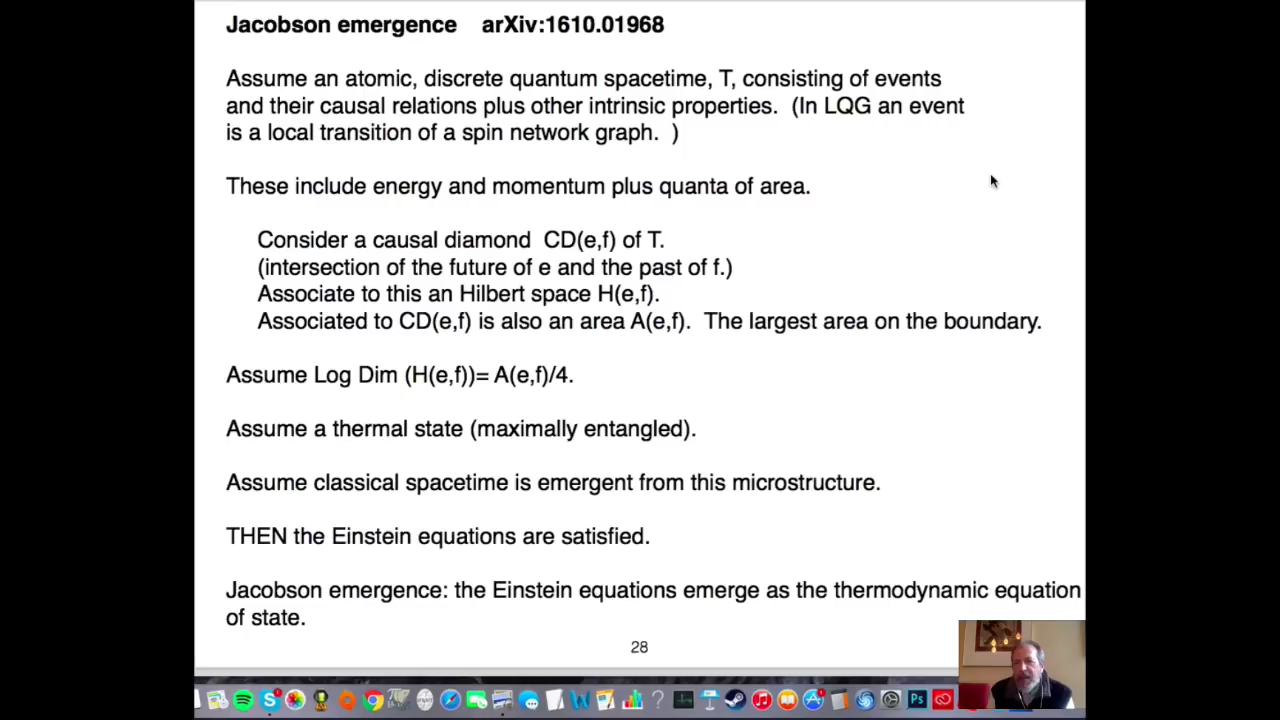 Jacobson emergence arXiv:1610.01968
Assume an atomic, discrete quantum spacetime, T, consisting of events
and their causal relations plus other intrinsic properties. (In LQG an event
is a local transition of a spin network graph. )
These include energy and momentum plus quanta of area.
Consider a causal diamond CD(e,f) of T.
(intersection of the future of e and the past of f.)
Associate to this an Hilbert space H(e,f).
Associated to CD(e,f) is also an area A(e,f). The largest area on the boundary.
Assume Log Dim (H(e,f))= A(e,f)/4.
Assume a thermal state (maximally entangled).
Assume classical spacetime is emergent from this microstructure.
THEN the Einstein equations are satisfied.
Jacobson emergence: the Einstein equations emerge as the thermodynamic equation
of state.
28
Ps